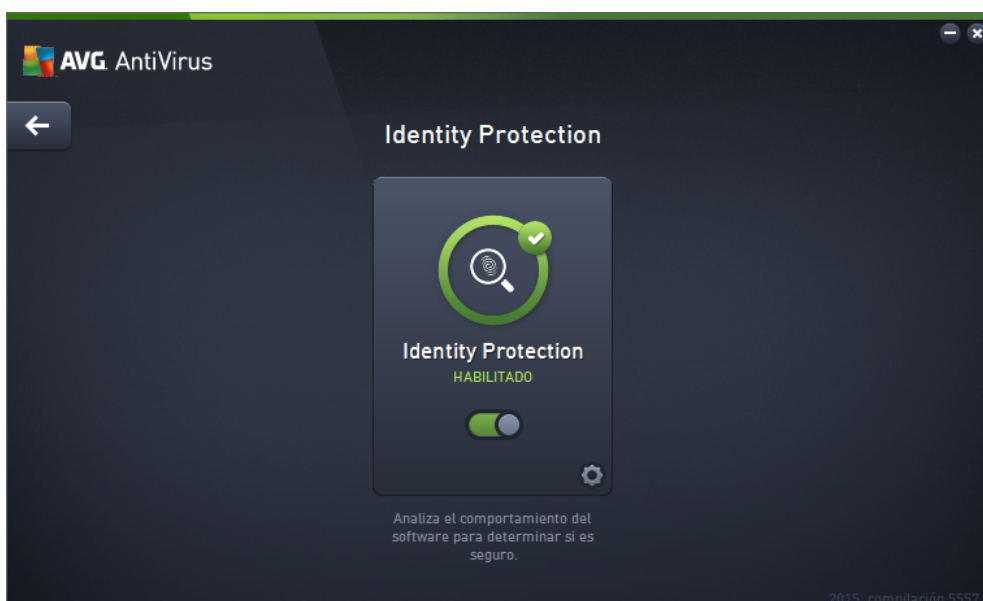 AVG. AntiVirus
Identity Protection
Identity Protection
HABILITADO
Analiza el comportamiento del
software para determinar si es
seguro.
2015. compilación 5557